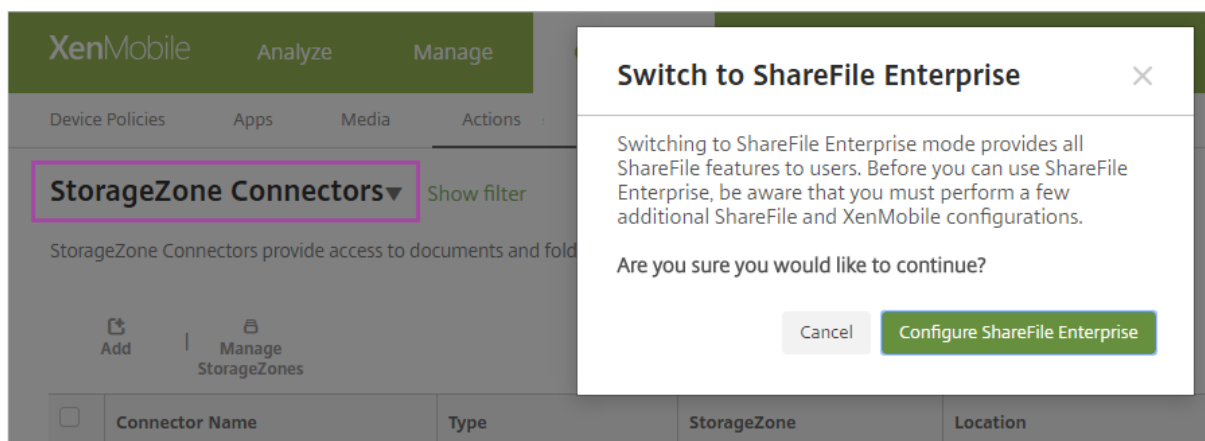 XenMobile Analyze Manage
Device Policies Apps Media Actions
StorageZone Connectors Show filter
StorageZone Connectors provide access to documents and fold
Add Manage
StorageZones
Connector Name Type StorageZone Location
Switch to ShareFile Enterprise
Switching to ShareFile Enterprise mode provides all
ShareFile features to users. Before you can use ShareFile
Enterprise, be aware that you must perform a few
additional ShareFile and XenMobile configurations.
Are you sure you would like to continue?
Cancel Configure ShareFile Enterprise